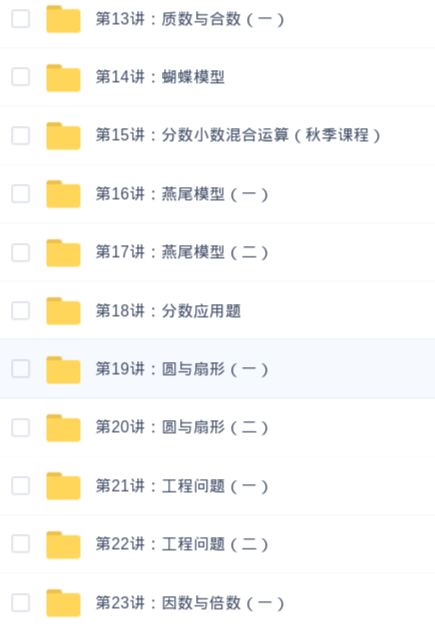 第13讲：质数与合数（一）
第14讲：蝴蝶模型
第15讲：分数小数混合运算（秋季课程）
第16讲：燕尾模型（一）
第17讲：燕尾模型（二）
第18讲：分数应用题
第19讲：圆与扇形（一）
第20讲：圆与扇形（二）
第21讲：工程问题（一）
第22讲：工程问题（二）
第23讲：因数与倍数（一）